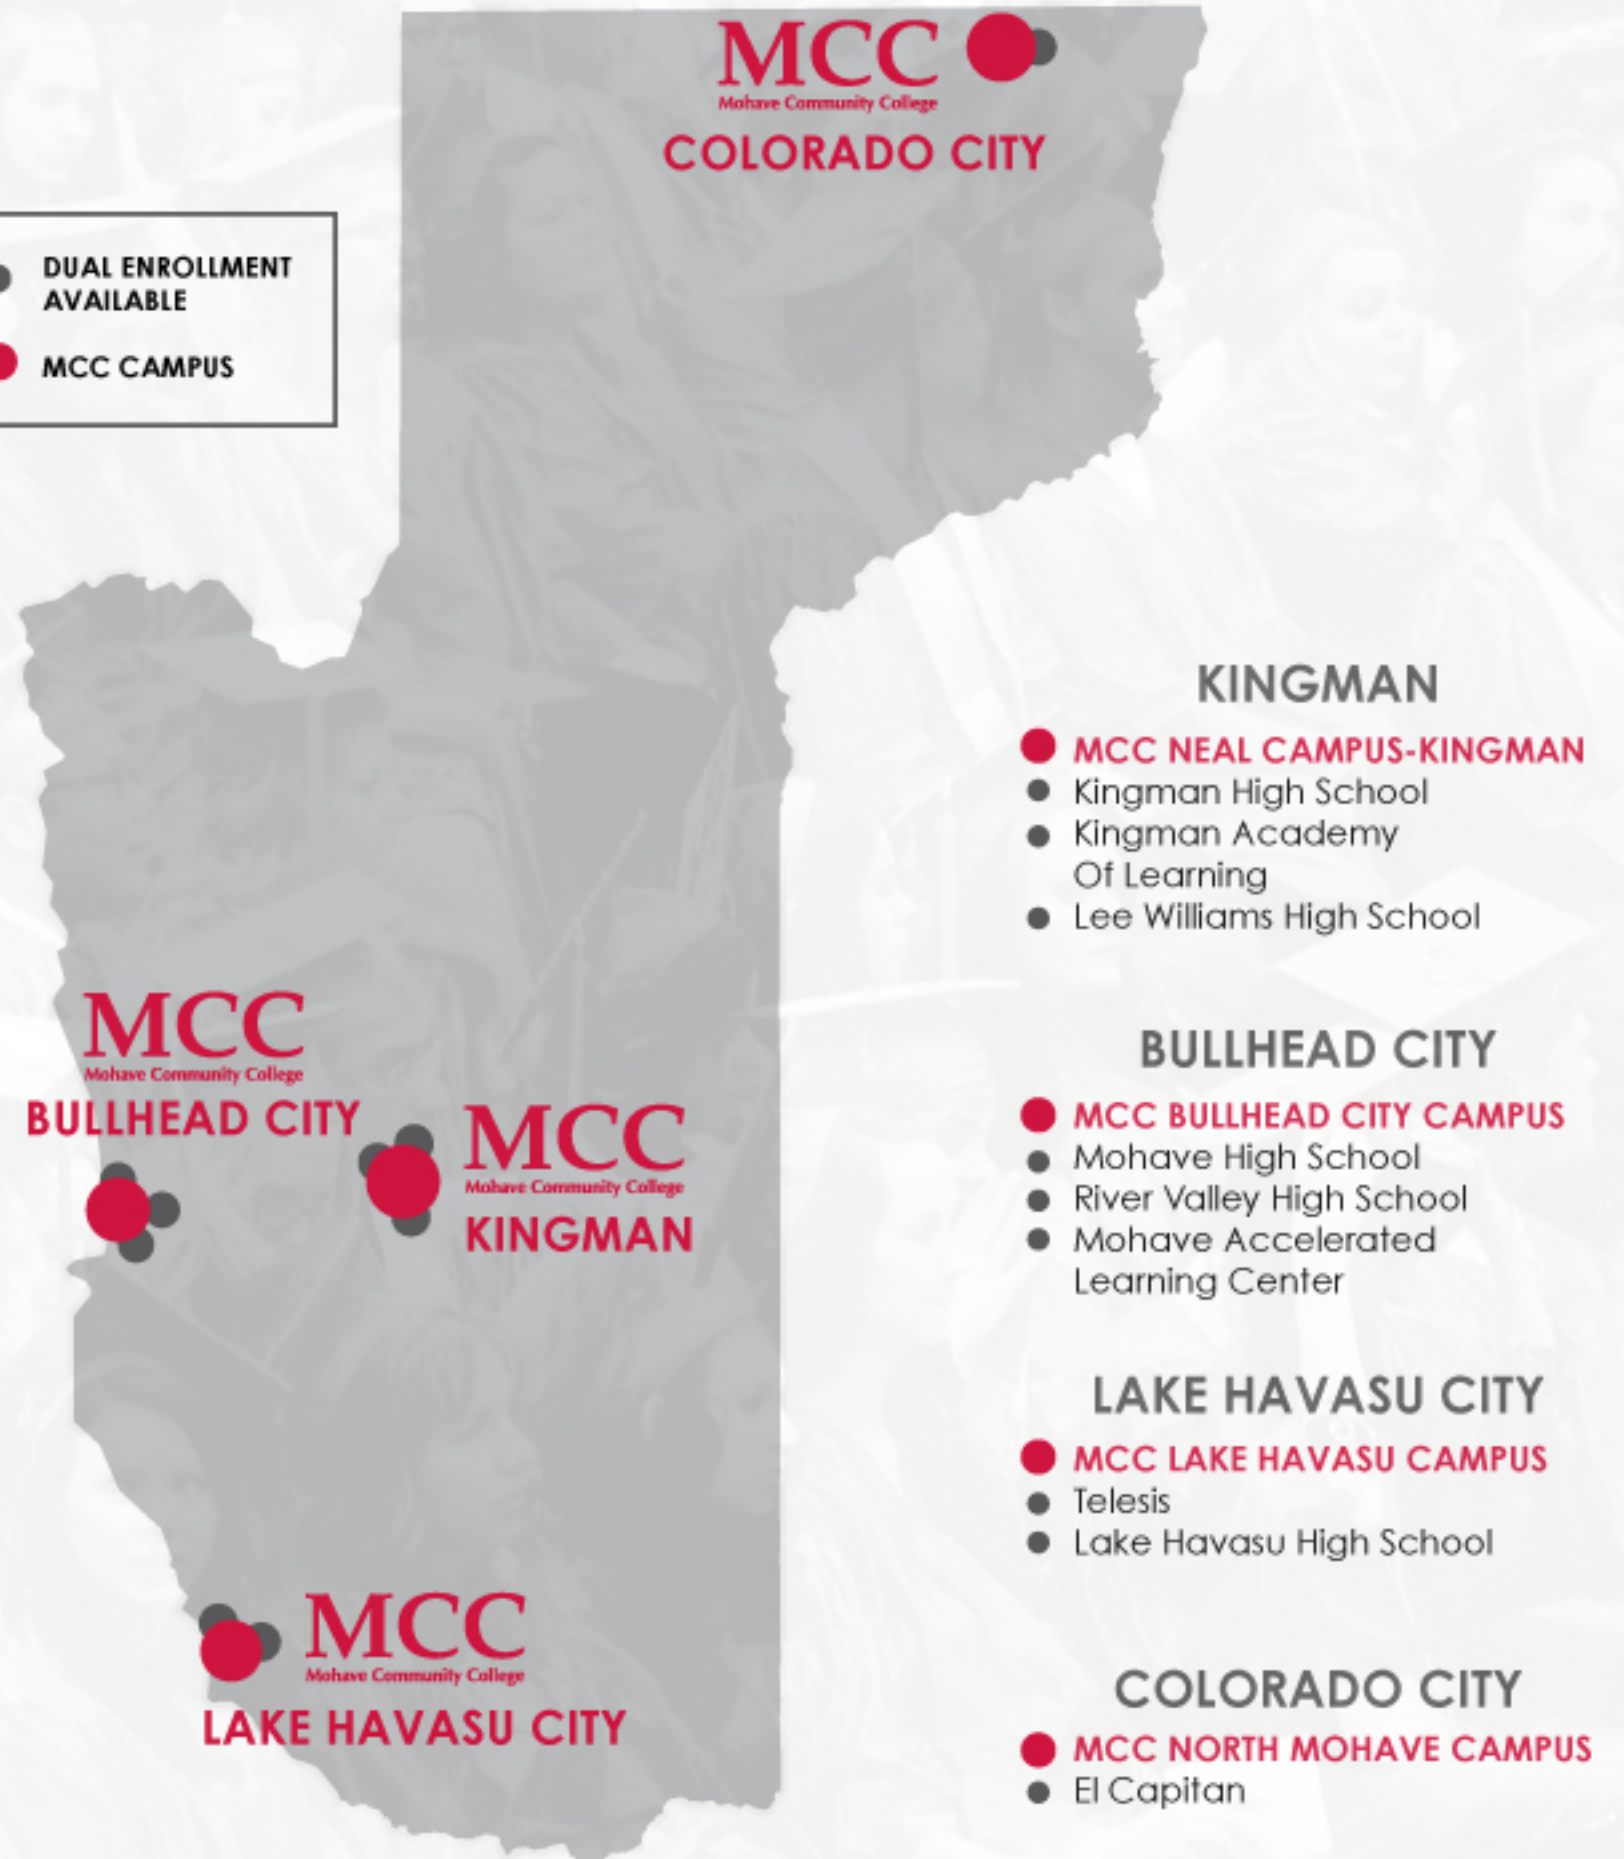 MCC
Mohave Community College
COLORADO CITY
DUAL ENROLLMENT
AVAILABLE
MCC CAMPUS
MCC
Mohave Community College
BULLHEAD CITY
MCC
Mohave Community College
KINGMAN
MCC
Mohave Community College
LAKE HAVASU CITY
KINGMAN
MCC NEAL CAMPUS-KINGMAN
Kingman High School
Kingman Academy
Of Learning
Lee Williams High School
BULLHEAD CITY
MCC BULLHEAD CITY CAMPUS
Mohave High School
River Valley High School
Mohave Accelerated
Learning Center
LAKE HAVASU CITY
MCC LAKE HAVASU CAMPUS
Telesis
Lake Havasu High School
COLORADO CITY
MCC NORTH MOHAVE CAMPUS
El Capitan